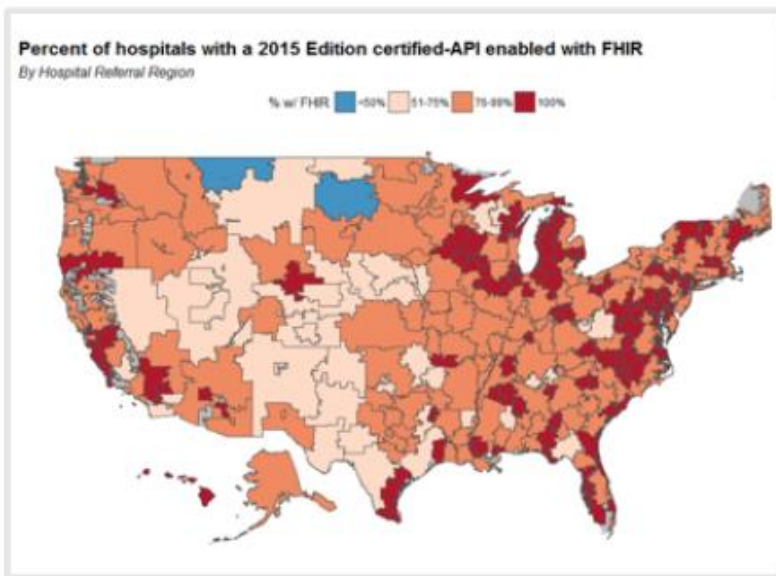 Percent of hospitals with a 2015 Edition certified-API enabled with FHIR
By Hospital Referral Region
% w/ FHIR <50% 51-75% 76-99% 100%